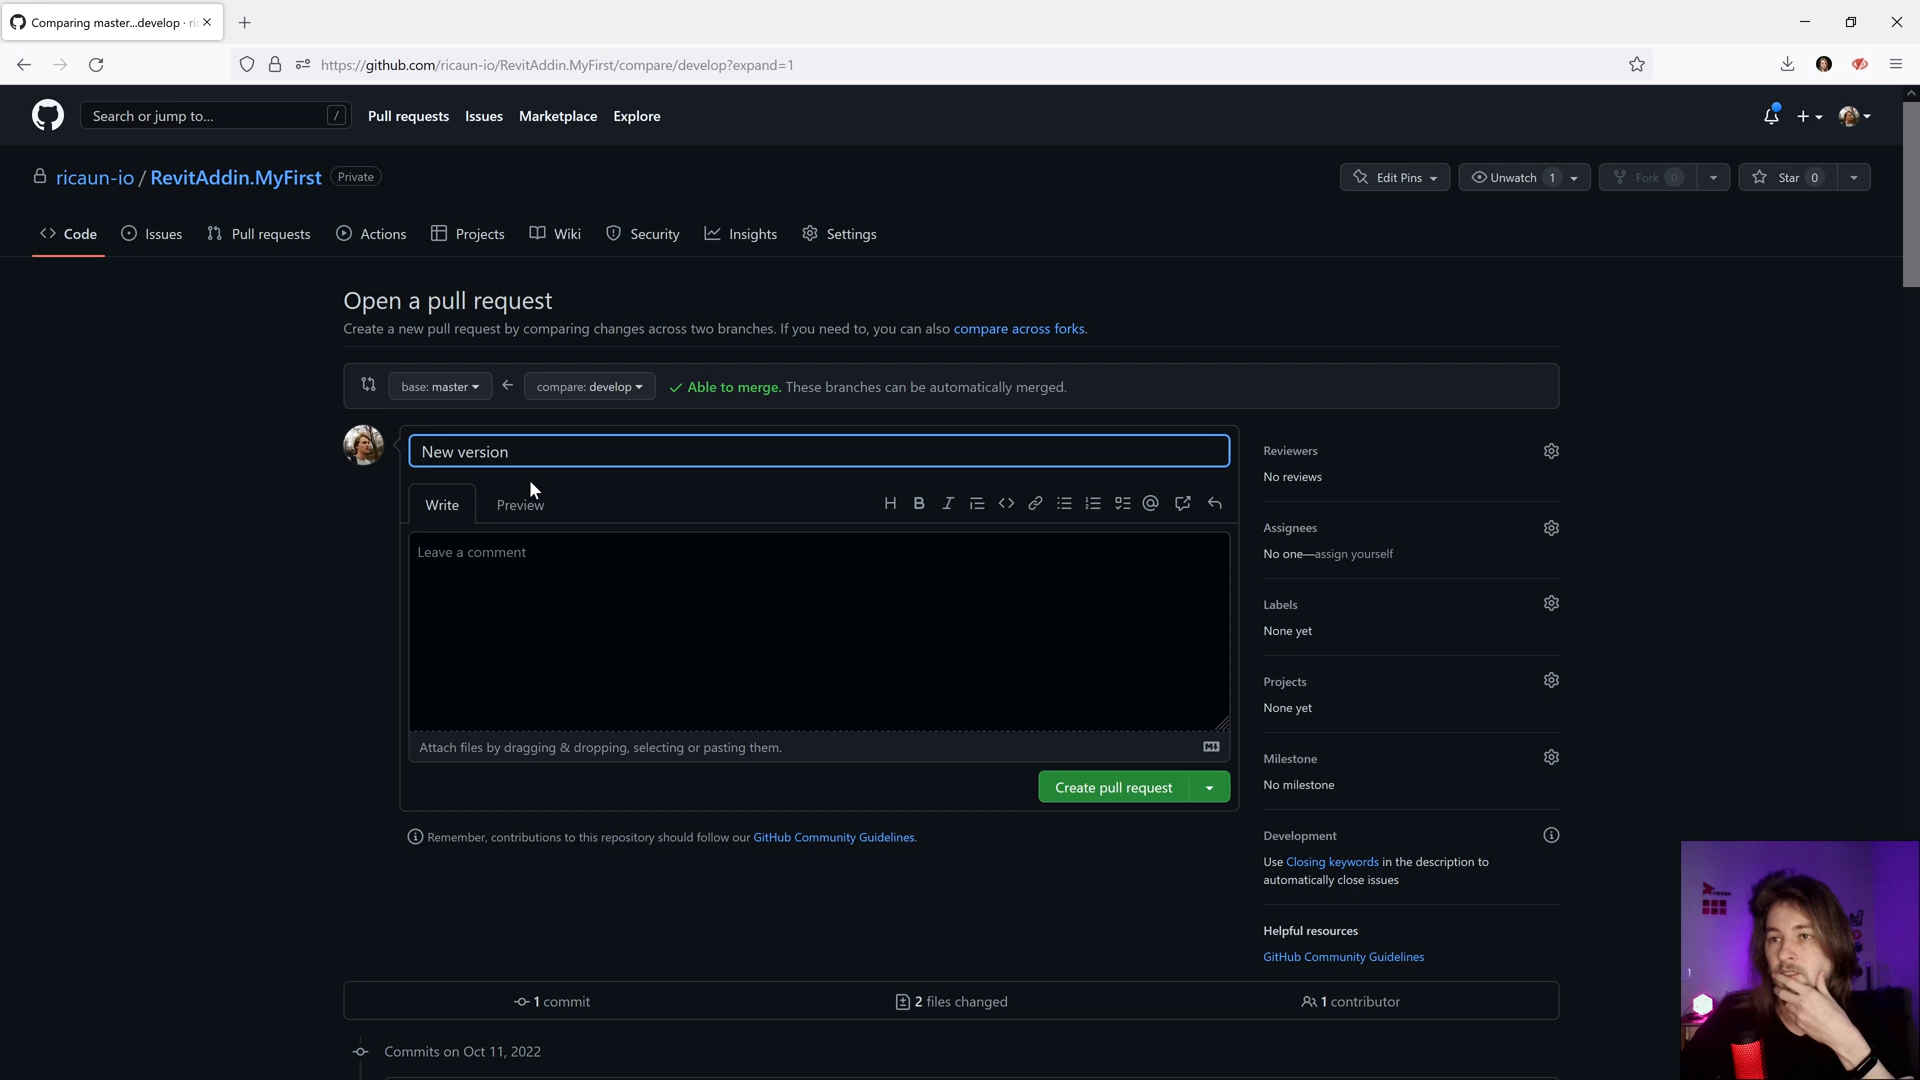 Comparing master...develop · ri
https://github.com/ricaun-io/RevitAddin.MyFirst/compare/develop?expand=1
Search or jump to... /
Pull requests Issues Marketplace Explore
ricaun-io / RevitAddin.MyFirst Private
Edit Pins Unwatch 1 Fork 0 Star 0
Code Issues Pull requests Actions Projects Wiki Security Insights Settings
Open a pull request
Create a new pull request by comparing changes across two branches. If you need to, you can also compare across forks.
base: master compare: develop Able to merge. These branches can be automatically merged.
New version
Write Preview
Leave a comment
Attach files by dragging & dropping, selecting or pasting them.
Create pull request
Remember, contributions to this repository should follow our GitHub Community Guidelines.
Reviewers
No reviews
Assignees
No one—assign yourself
Labels
None yet
Projects
None yet
Milestone
No milestone
Development
Use Closing keywords in the description to
automatically close issues
Helpful resources
GitHub Community Guidelines
1 commit 2 files changed 1 contributor
Commits on Oct 11, 2022